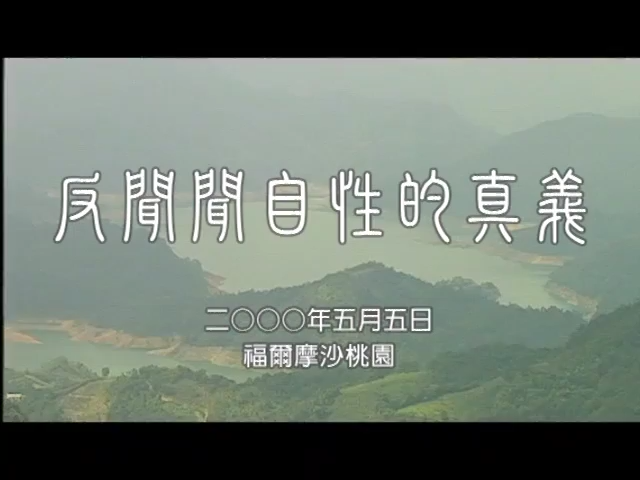 反聞聞自性的真義
二〇〇〇年五月五日
福爾摩沙桃園